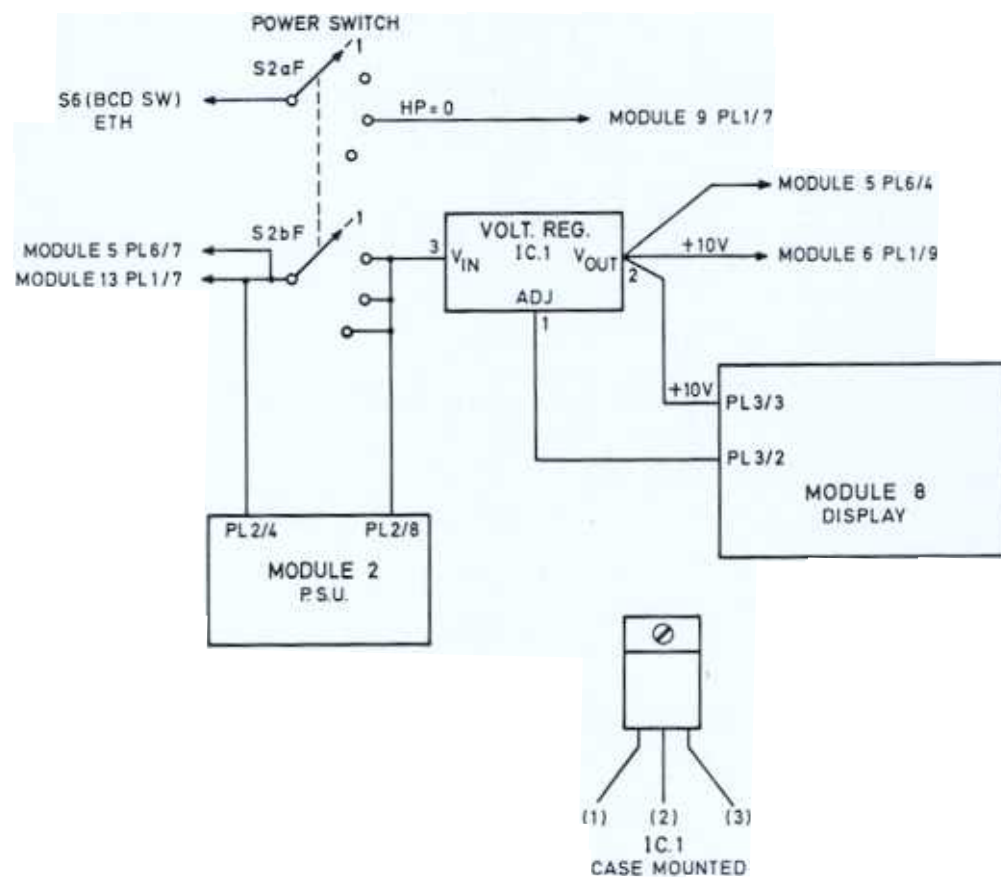 POWER SWITCH
1
S2aF
S6(BCD SW)
ETH
HP=0
MODULE 9 PL1/7
MODULE 5 PL6/4
1
S2bF
MODULE 5 PL6/7
MODULE 13 PL1/7
3
VIN
VOLT. REG.
IC.1
VOUT
2
ADJ
1
+10V
MODULE 6 PL1/9
+10V
PL3/3
PL3/2
MODULE 8
DISPLAY
PL2/4
PL2/8
MODULE 2
P.S.U.
(1)
(2)
(3)
IC.1
CASE MOUNTED